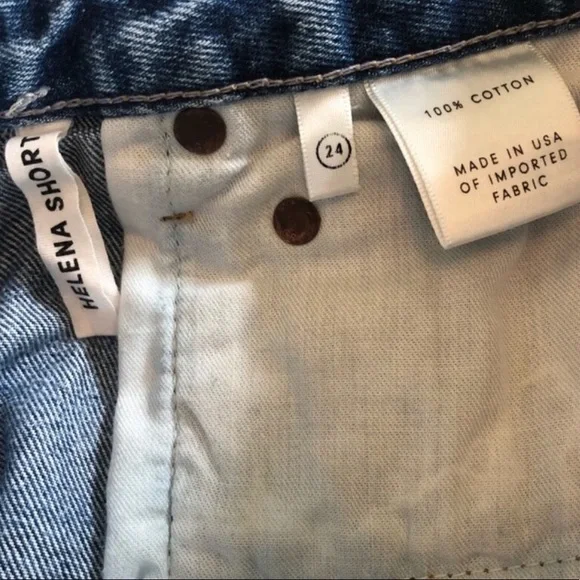 HELENA SHORT
24
100% COTTON
MADE IN USA
OF IMPORTED
FABRIC